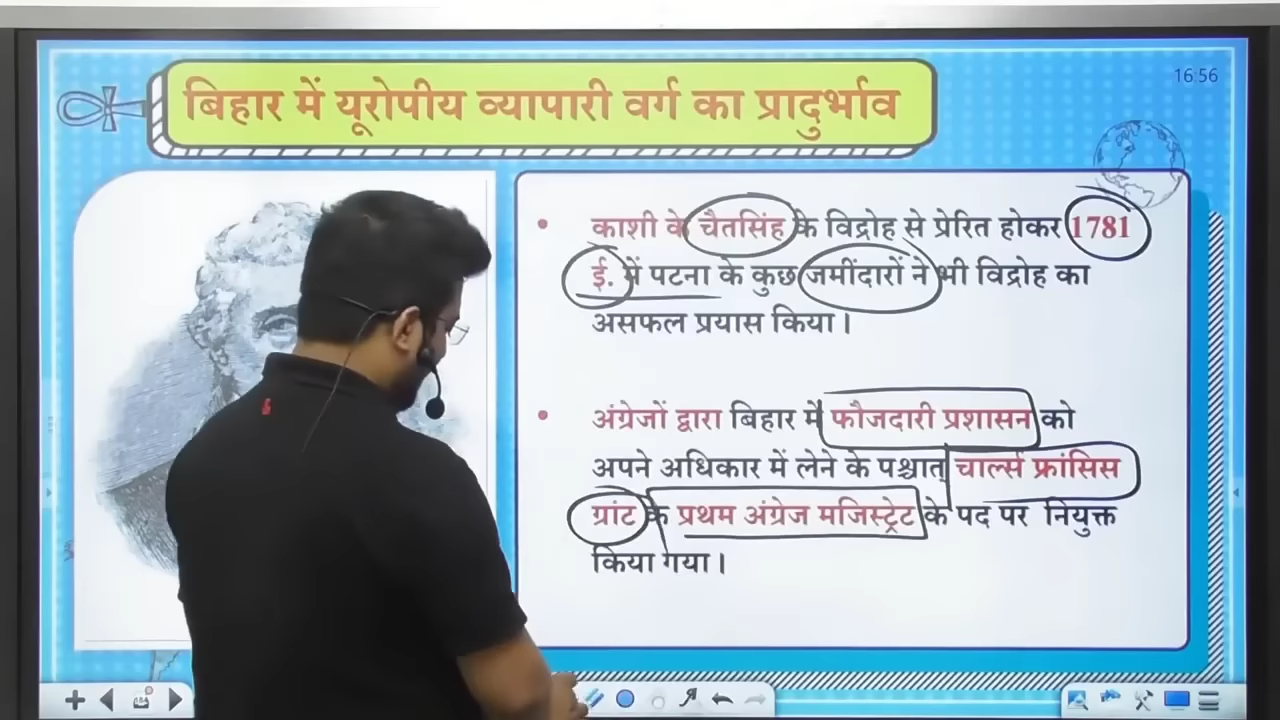 16:56
बिहार में यूरोपीय व्यापारी वर्ग का प्रादुर्भाव
• काशी के चैतसिंह के विद्रोह से प्रेरित होकर 1781
ई. में पटना के कुछ जमींदारों ने भी विद्रोह का
असफल प्रयास किया।
• अंग्रेजों द्वारा बिहार में फौजदारी प्रशासन को
अपने अधिकार में लेने के पश्चात् चार्ल्स फ्रांसिस
ग्रांट के प्रथम अंग्रेज मजिस्ट्रेट के पद पर नियुक्त
किया गया।